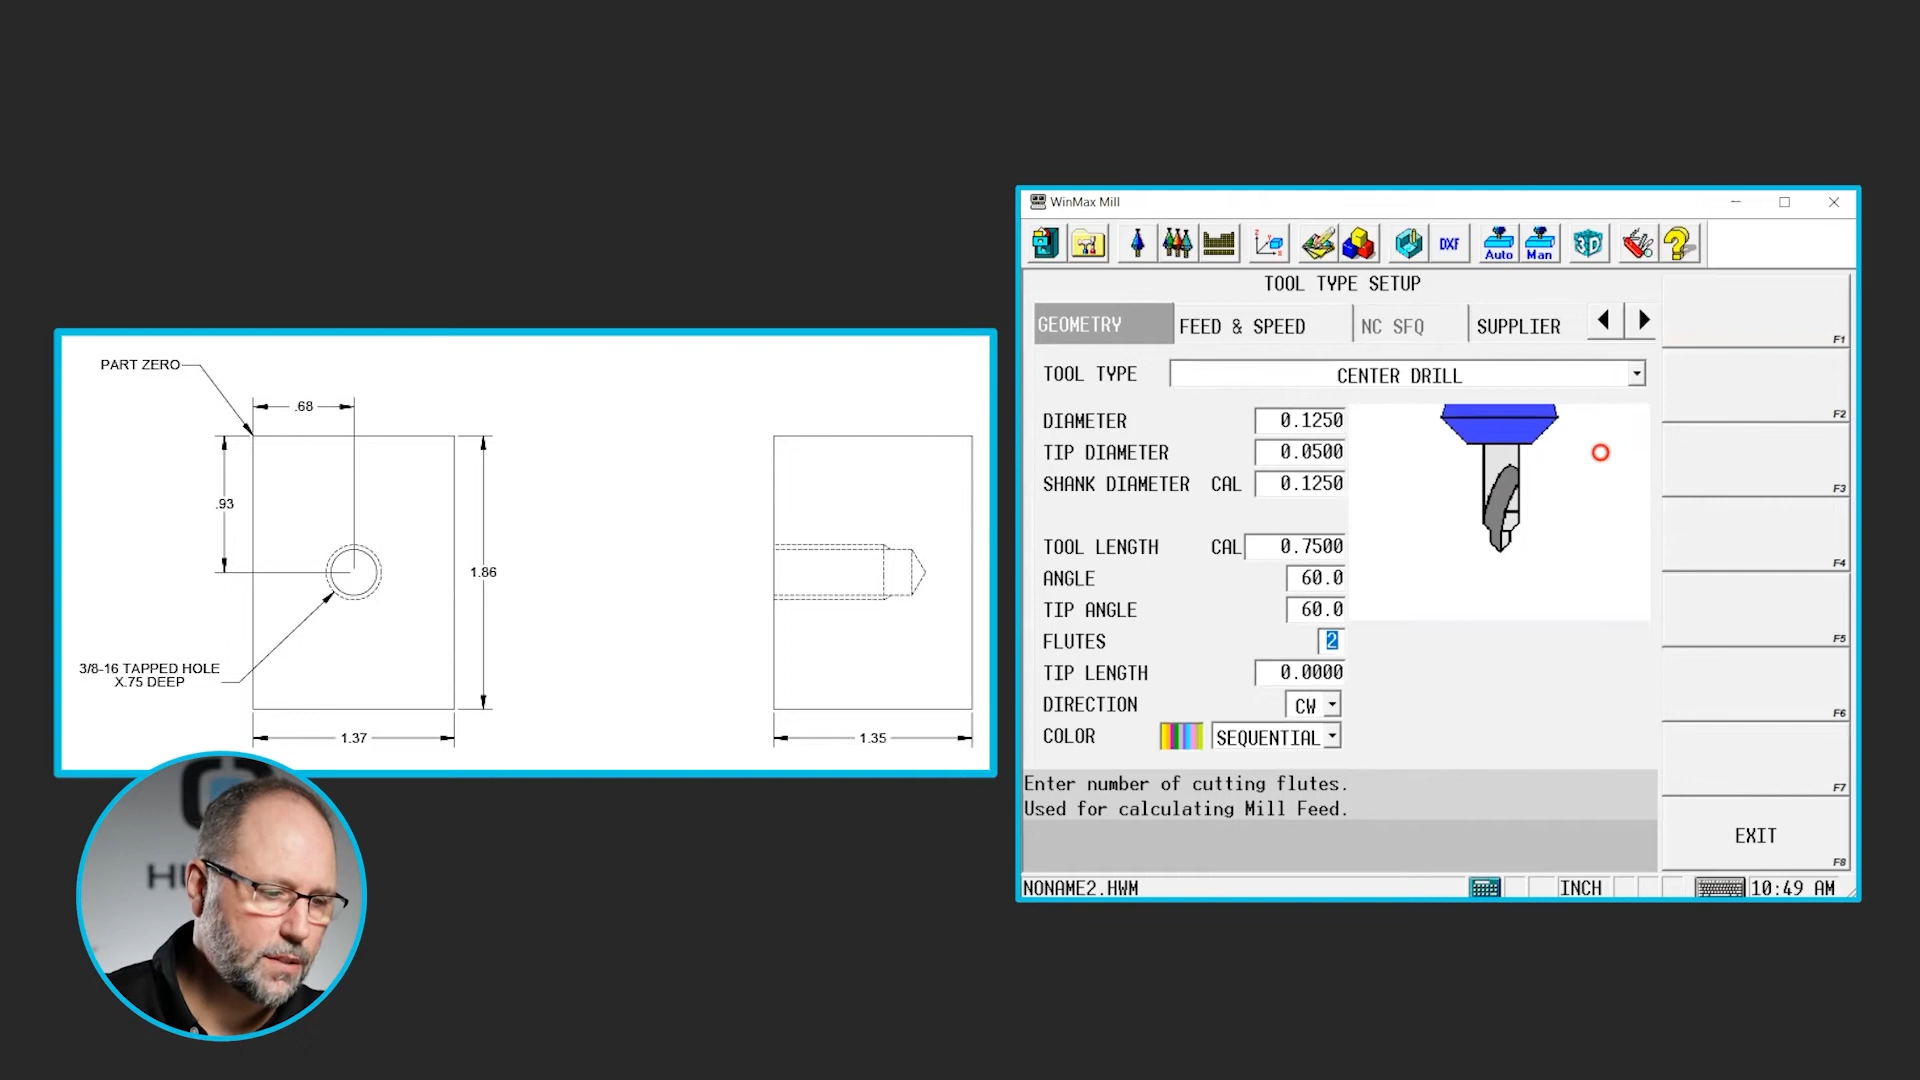 WinMax Mill
DXF
Auto
Man
3D
TOOL TYPE SETUP
GEOMETRY
FEED & SPEED
NC SFQ
SUPPLIER
TOOL TYPE
CENTER DRILL
DIAMETER 0.1250
TIP DIAMETER 0.0500
SHANK DIAMETER CAL 0.1250
TOOL LENGTH CAL 0.7500
ANGLE 60.0
TIP ANGLE 60.0
FLUTES 2
TIP LENGTH 0.0000
DIRECTION CW
COLOR SEQUENTIAL
Enter number of cutting flutes.
Used for calculating Mill Feed.
F1
F2
F3
F4
F5
F6
F7
EXIT
F8
NONAME2.HWM
INCH
10:49 AM
PART ZERO
.68
.93
1.86
3/8-16 TAPPED HOLE
X.75 DEEP
1.37
1.35